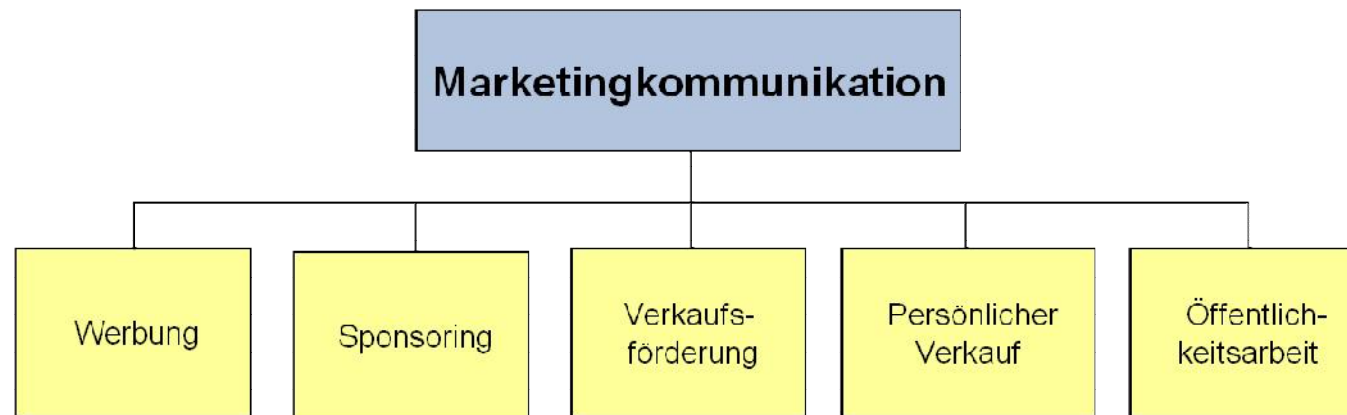 Marketingkommunikation
Werbung
Sponsoring
Verkaufs-
förderung
Persönlicher
Verkauf
Öffentlich-
keitsarbeit